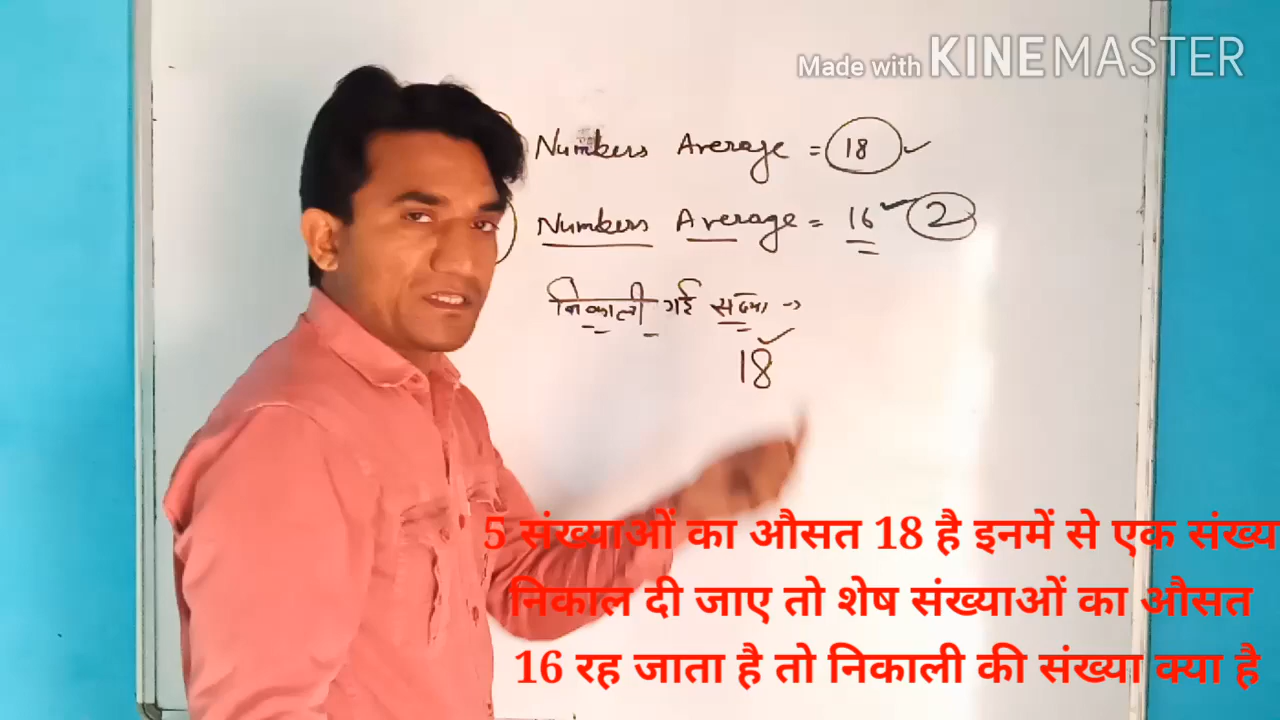 Made with KINEMASTER
Numbers Average = 18
Numbers Average = 16 2
निकाली गई संख्या →
18
5 संख्याओं का औसत 18 है इनमें से एक संख्य
निकाल दी जाए तो शेष संख्याओं का औसत
16 रह जाता है तो निकाली की संख्या क्या है